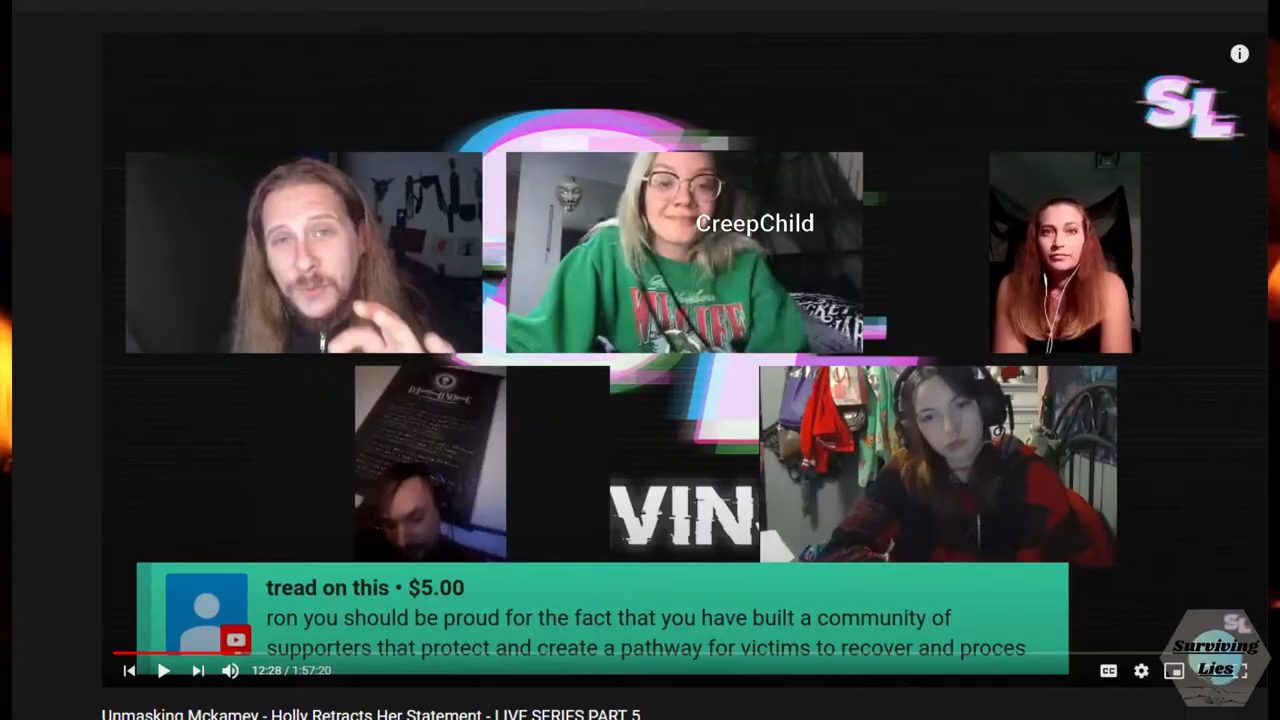 SL
CreepChild
VIN
tread on this • $5.00
ron you should be proud for the fact that you have built a community of
supporters that protect and create a pathway for victims to recover and proces
12:28 / 1:57:20
CC
SL
Surviving
Lies
Unmasking Mckamey - Holly Retracts Her Statement - LIVE SERIES PART 5